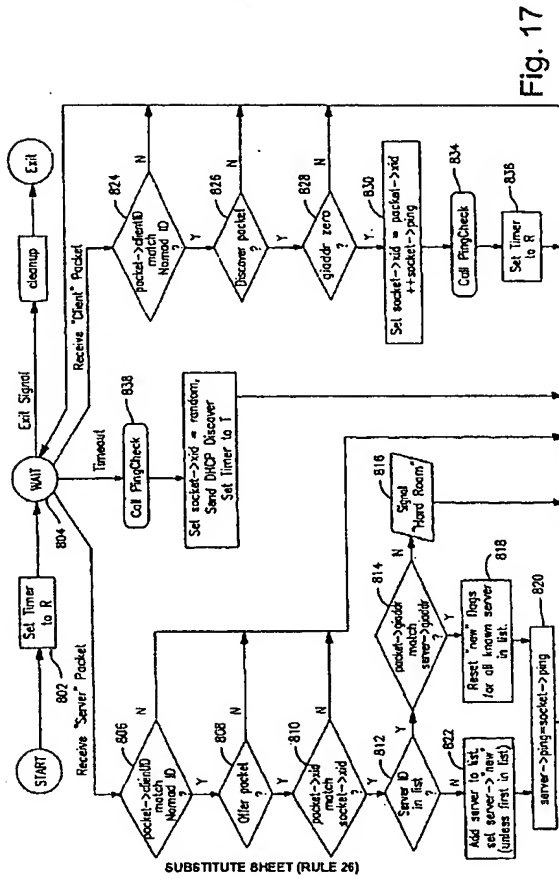 START
Set Timer
to R
802
WAIT
804
Exit Signal
cleanup
Exit
Receive "Server" Packet
Timeout
Receive "Client" Packet
806
packet->clientID
match
Nomad ID
?
N
Y
808
Offer packet
?
N
Y
810
packet->xid
match
socket->xid
?
N
Y
812
Server ID
in list
?
Y
N
822
Add server to list,
set server->"new"
(unless first in list)
814
packet->giaddr
match
server->giaddr
?
N
Y
816
Signal
"Hard Roam"
818
Reset "new" flags
for all known server
in list.
820
server->ping=socket->ping
838
Call PingCheck
Set socket->xid = random,
Send DHCP Discover
Set Timer to T
824
packet->clientID
match
Nomad ID
?
N
Y
826
Discover packet
?
N
Y
828
giaddr zero
?
N
Y
830
Set socket->xid = packet->xid
++socket->ping
834
Call PingCheck
836
Set Timer
to R
Fig. 17
SUBSTITUTE SHEET (RULE 26)